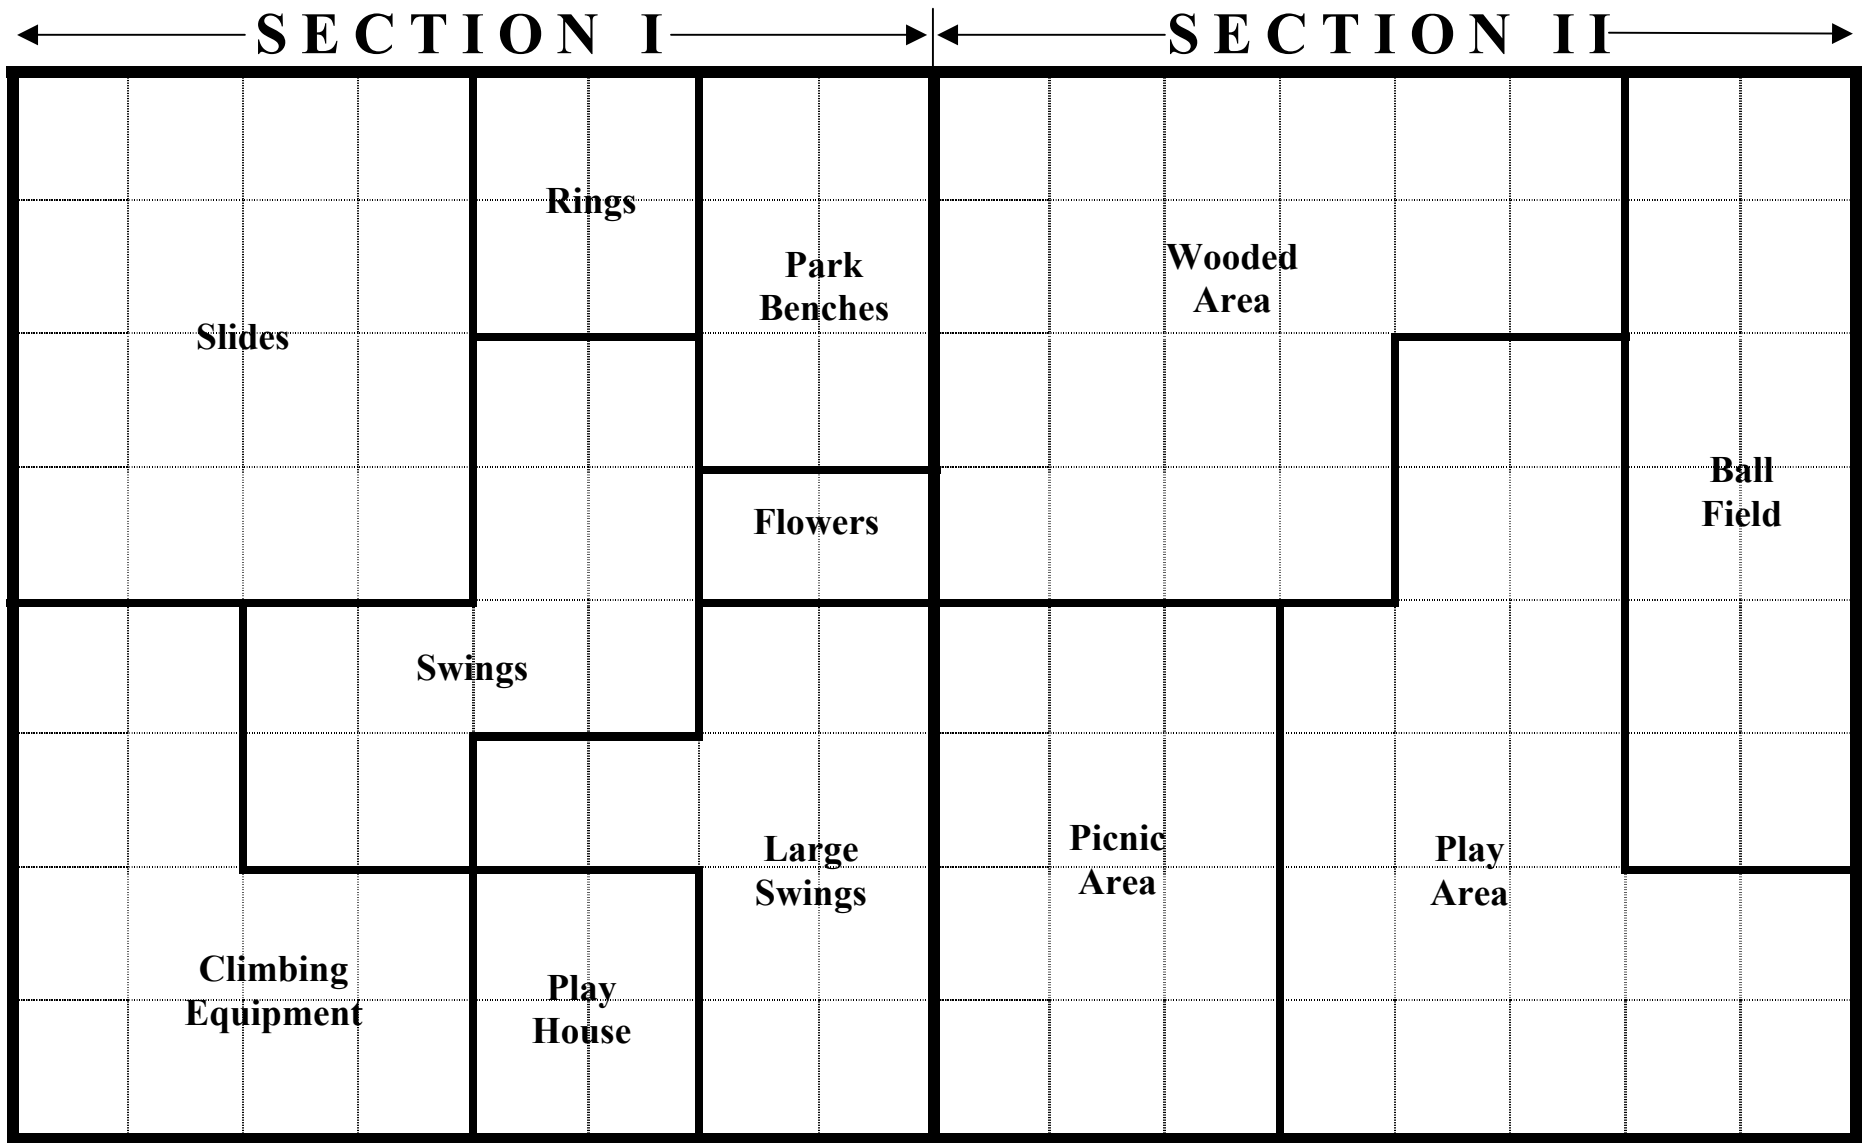 SECTION I
SECTION II
Rings
Park
Benches
Wooded
Area
Slides
Ball
Field
Flowers
Swings
Large
Swings
Picnic
Area
Play
Area
Climbing
Equipment
Play
House